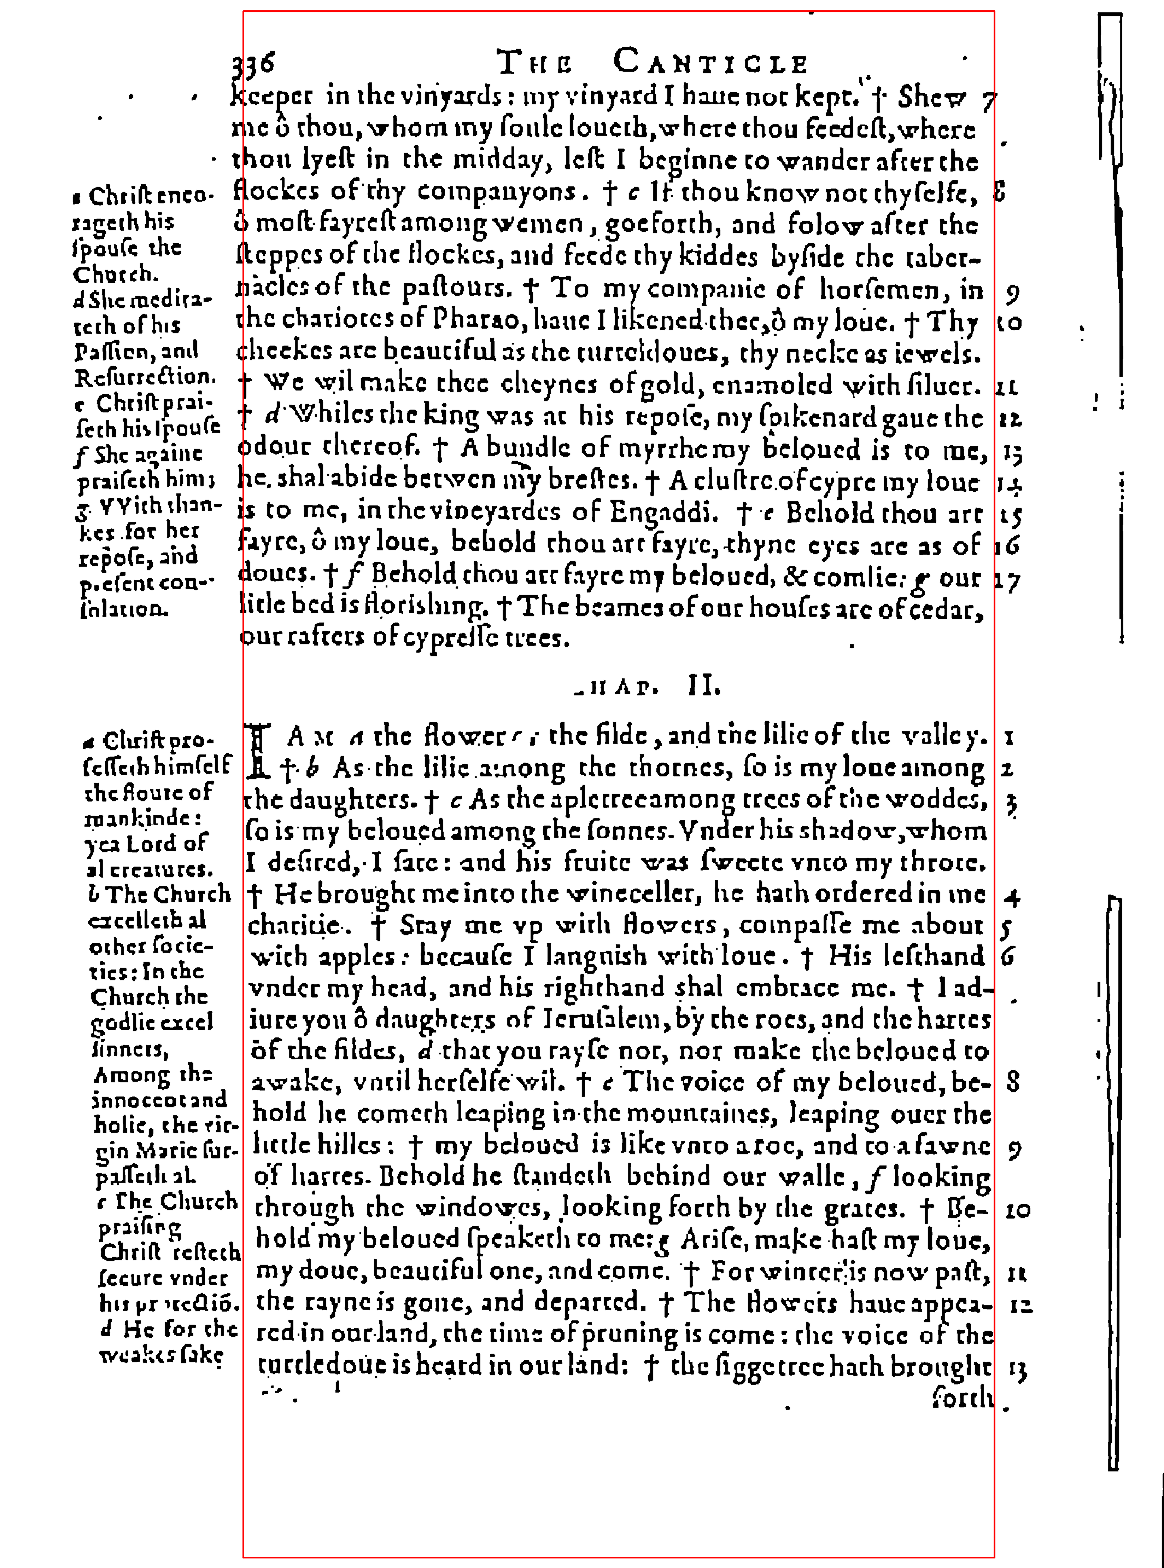 336 THE CANTICLE
keeper in the vinyards: my vinyard I haue not kept. † Shew 7
me ô thou, whom my soule loueth, where thou feedest, where
thou lyest in the midday, lest I beginne to wander after the
flockes of thy companyons. † c If thou know not thyselfe, 8
ô most fayrest among wemen, goe forth, and folow after the
steppes of the flockes, and feede thy kiddes byside the taber-
nacles of the pastours. † To my companie of horsemen, in 9
the chariotes of Pharao, haue I likened thee, ô my loue. † Thy 10
cheekes are beautiful as the turteldoues, thy necke as iewels.
† We wil make thee cheynes of gold, enamoled with siluer. 11
† d Whiles the king was at his repose, my spikenard gaue the 12
odour thereof. † A bundle of myrrhe my beloued is to me, 13
he shal abide betwen my brestes. † A clustre of cypre my loue 14
is to me, in the vineyardes of Engaddi. † e Behold thou art 15
fayre, ô my loue, behold thou art fayre, thyne eyes are as of 16
doues. † f Behold thou art fayre my beloued, & comlie: g our 17
litle bed is florishing. † The beames of our houses are of cedar,
our rafters of cypresse trees.
c Christ enco-
rageth his
spouse the
Church.
d She medita-
teth of his
Passion, and
Resurrection.
e Christ prai-
seth his spouse
f She againe
praiseth him;
g VVith than-
kes for her
repose, and
present con-
solation.
CHAP. II.
I AM a the flower of the filde, and the lilie of the valley. 1
† b As the lilie among the thornes, so is my loue among 2
the daughters. † c As the apletree among trees of the woddes, 3
so is my beloued among the sonnes. Vnder his shadow, whom
I desired, I sate: and his fruite was sweete vnto my throte.
† He brought me into the wineceller, he hath ordered in me 4
charitie. † Stay me vp with flowers, compasse me about 5
with apples: because I languish with loue. † His lefthand 6
vnder my head, and his righthand shal embrace me. † I ad-
iure you ô daughters of Ierusalem, by the roes, and the hartes
of the fildes, d that you rayse not, nor make the beloued to
awake, vntil herselfe wil. † e The voice of my beloued, be- 8
hold he cometh leaping in the mountaines, leaping ouer the
little hilles: † my beloued is like vnto a roe, and to a fawne 9
of hartes. Behold he standeth behind our walle, f looking
through the windowes, looking forth by the grates. † Be- 10
hold my beloued speaketh to me: g Arise, make hast my loue,
my doue, beautiful one, and come. † For winter is now past, 11
the rayne is gone, and departed. † The flowers haue appea- 12
red in our land, the time of pruning is come: the voice of the
turtledoue is heard in our land: † the figgetree hath brought 13
forth
a Christ pro-
fesseth himself
the floure of
mankinde:
yea Lord of
al creatures.
b The Church
excelleth al
other socie-
ties: In the
Church the
godlie excel
sinners,
Among the
innocent and
holie, the vir-
gin Marie sur-
passeth al.
c The Church
praising
Christ resteth
secure vnder
his protectiō.
d He for the
weakes sake